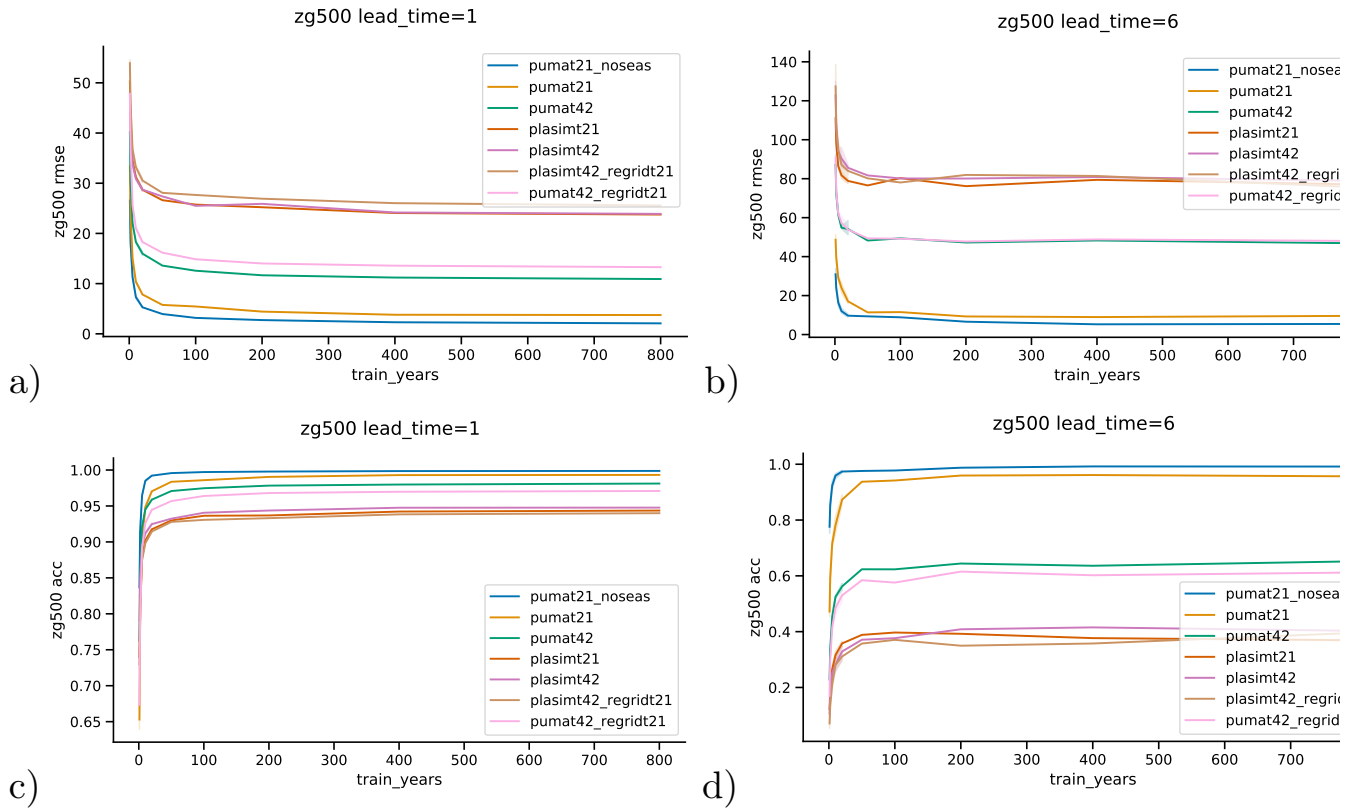 zg500 lead_time=1
zg500 rmse
50
40
30
20
10
0
0 100 200 300 400 500 600 700 800
train_years
pumat21_noseas
pumat21
pumat42
plasimt21
plasimt42
plasimt42_regridt21
pumat42_regridt21
a)
zg500 lead_time=6
zg500 rmse
140
120
100
80
60
40
20
0
0 100 200 300 400 500 600 700
train_years
pumat21_nosea
pumat21
pumat42
plasimt21
plasimt42
plasimt42_regri
pumat42_regrid
b)
zg500 lead_time=1
zg500 acc
1.00
0.95
0.90
0.85
0.80
0.75
0.70
0.65
0 100 200 300 400 500 600 700 800
train_years
pumat21_noseas
pumat21
pumat42
plasimt21
plasimt42
plasimt42_regridt21
pumat42_regridt21
c)
zg500 lead_time=6
zg500 acc
1.0
0.8
0.6
0.4
0.2
0 100 200 300 400 500 600 700
train_years
pumat21_nosea
pumat21
pumat42
plasimt21
plasimt42
plasimt42_regric
pumat42_regrid
d)